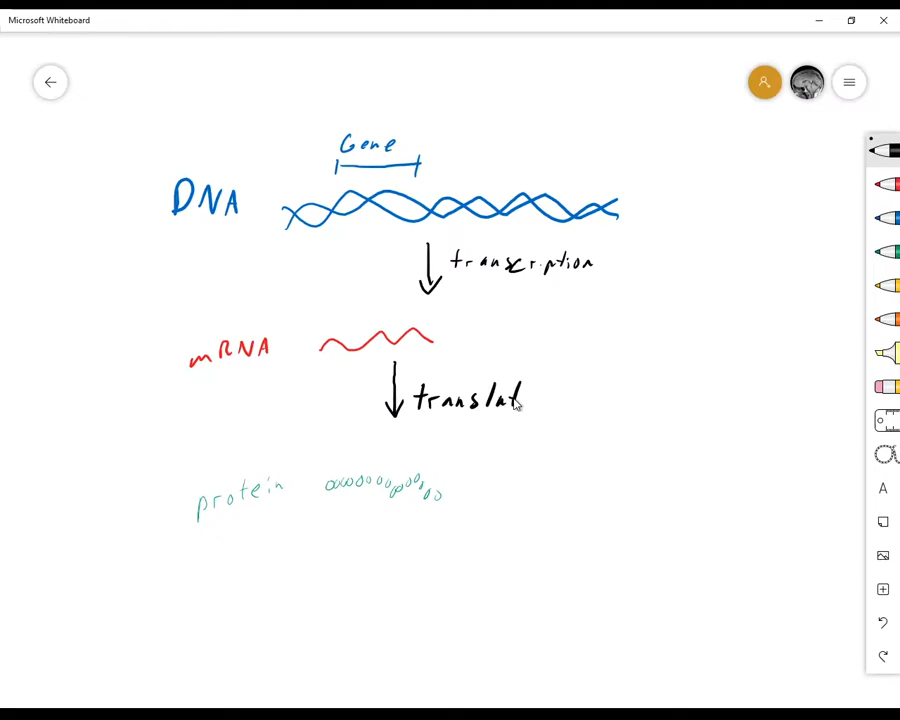 Microsoft Whiteboard
Gene
DNA
transcription
mRNA
translat
protein
A